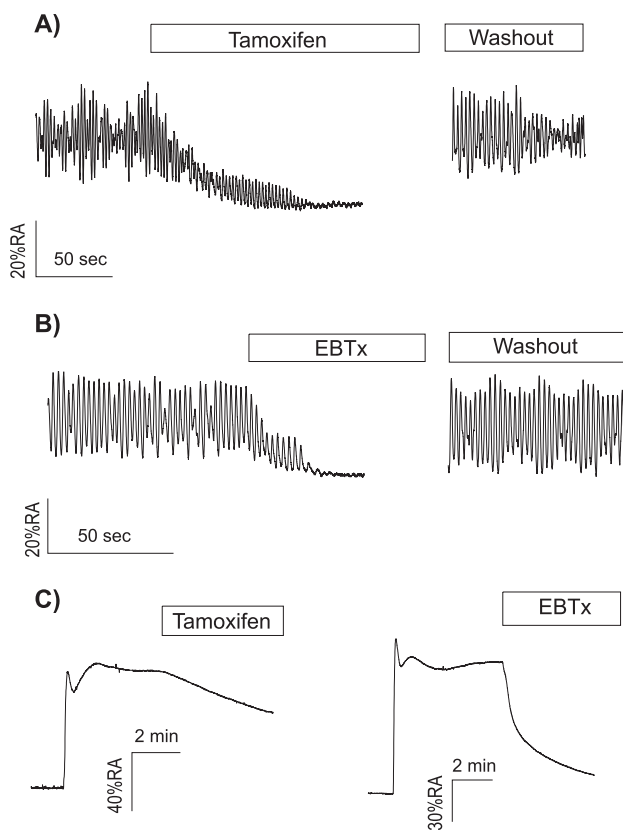 A)
Tamoxifen
Washout
20%RA
50 sec
B)
EBTx
Washout
20%RA
50 sec
C)
Tamoxifen
EBTx
2 min
40%RA
2 min
30%RA